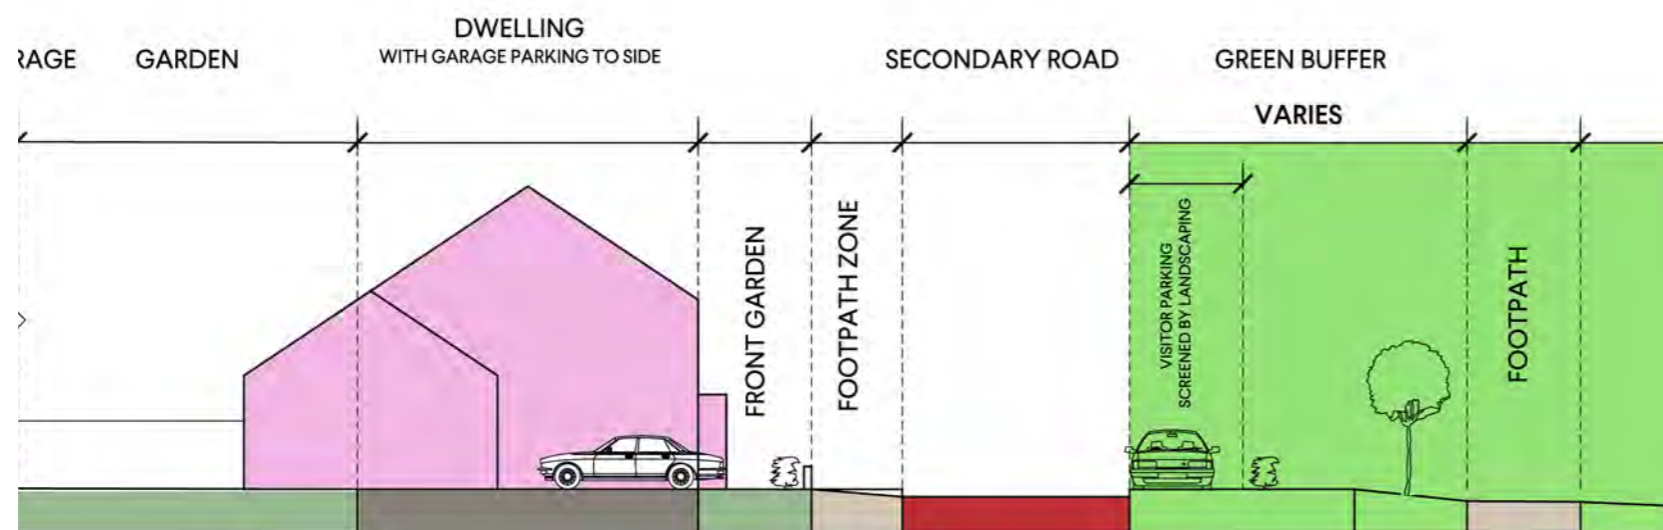 RAGE
GARDEN
DWELLING
WITH GARAGE PARKING TO SIDE
SECONDARY ROAD
GREEN BUFFER
VARIES
FRONT GARDEN
FOOTPATH ZONE
VISITOR PARKING
SCREENED BY LANDSCAPING
FOOTPATH